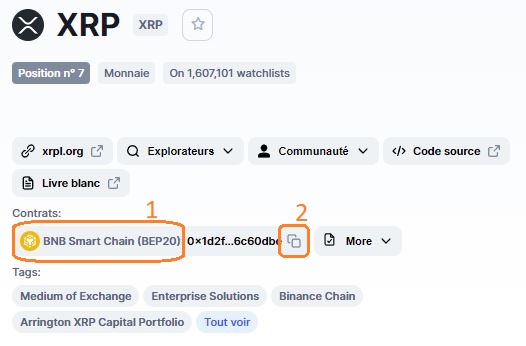 XRP XRP
Position n° 7 Monnaie On 1,607,101 watchlists
xrpl.org Explorateurs Communauté </> Code source
Livre blanc
1 2
Contrats:
BNB Smart Chain (BEP20) 0x1d2f...6c60dbe More
Tags:
Medium of Exchange Enterprise Solutions Binance Chain
Arrington XRP Capital Portfolio Tout voir